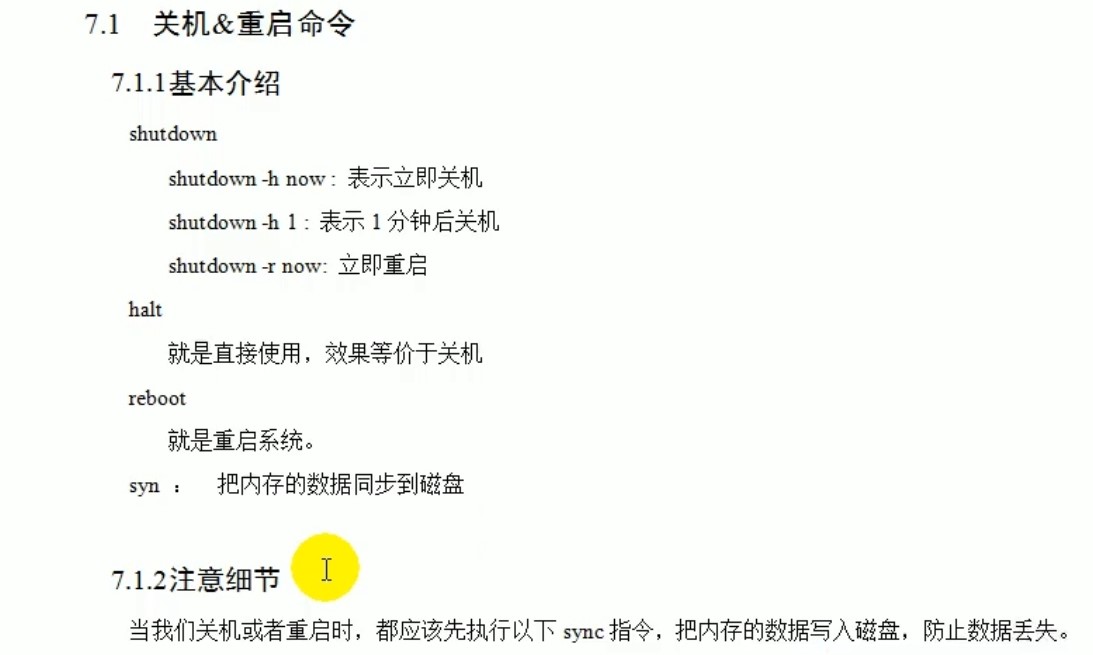 7.1 关机&重启命令
7.1.1基本介绍
shutdown
shutdown -h now : 表示立即关机
shutdown -h 1 : 表示 1 分钟后关机
shutdown -r now: 立即重启
halt
就是直接使用，效果等价于关机
reboot
就是重启系统。
syn ： 把内存的数据同步到磁盘
7.1.2注意细节
当我们关机或者重启时，都应该先执行以下 sync 指令，把内存的数据写入磁盘，防止数据丢失。